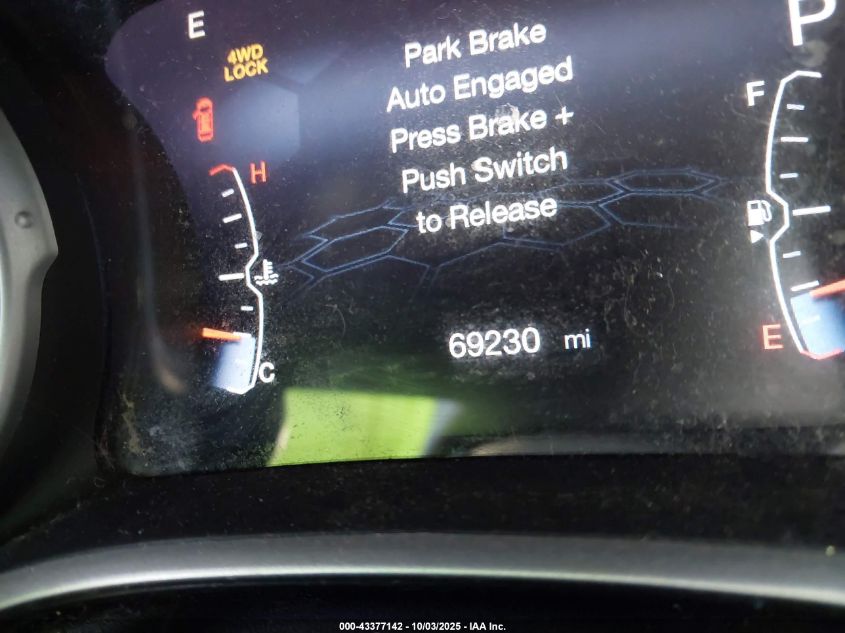 E
P
4WD
LOCK
Park Brake
Auto Engaged
Press Brake +
Push Switch
to Release
H
F
C
E
69230 mi
000-43377142 - 10/03/2025 - IAA Inc.